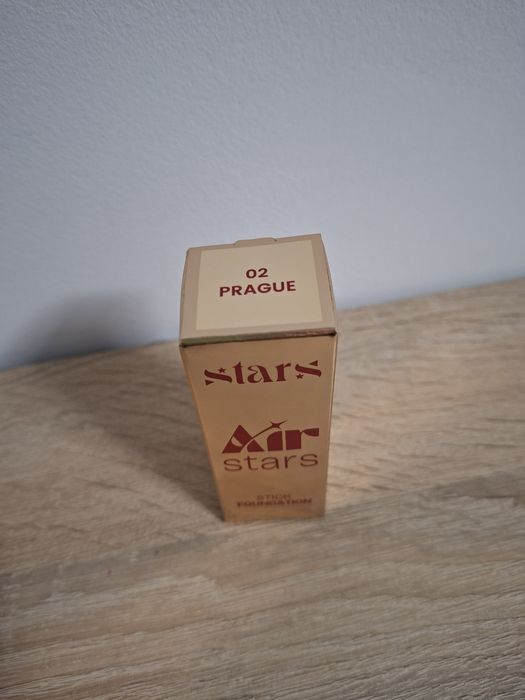 02
PRAGUE
stars
Air
stars
STICK
FOUNDATION